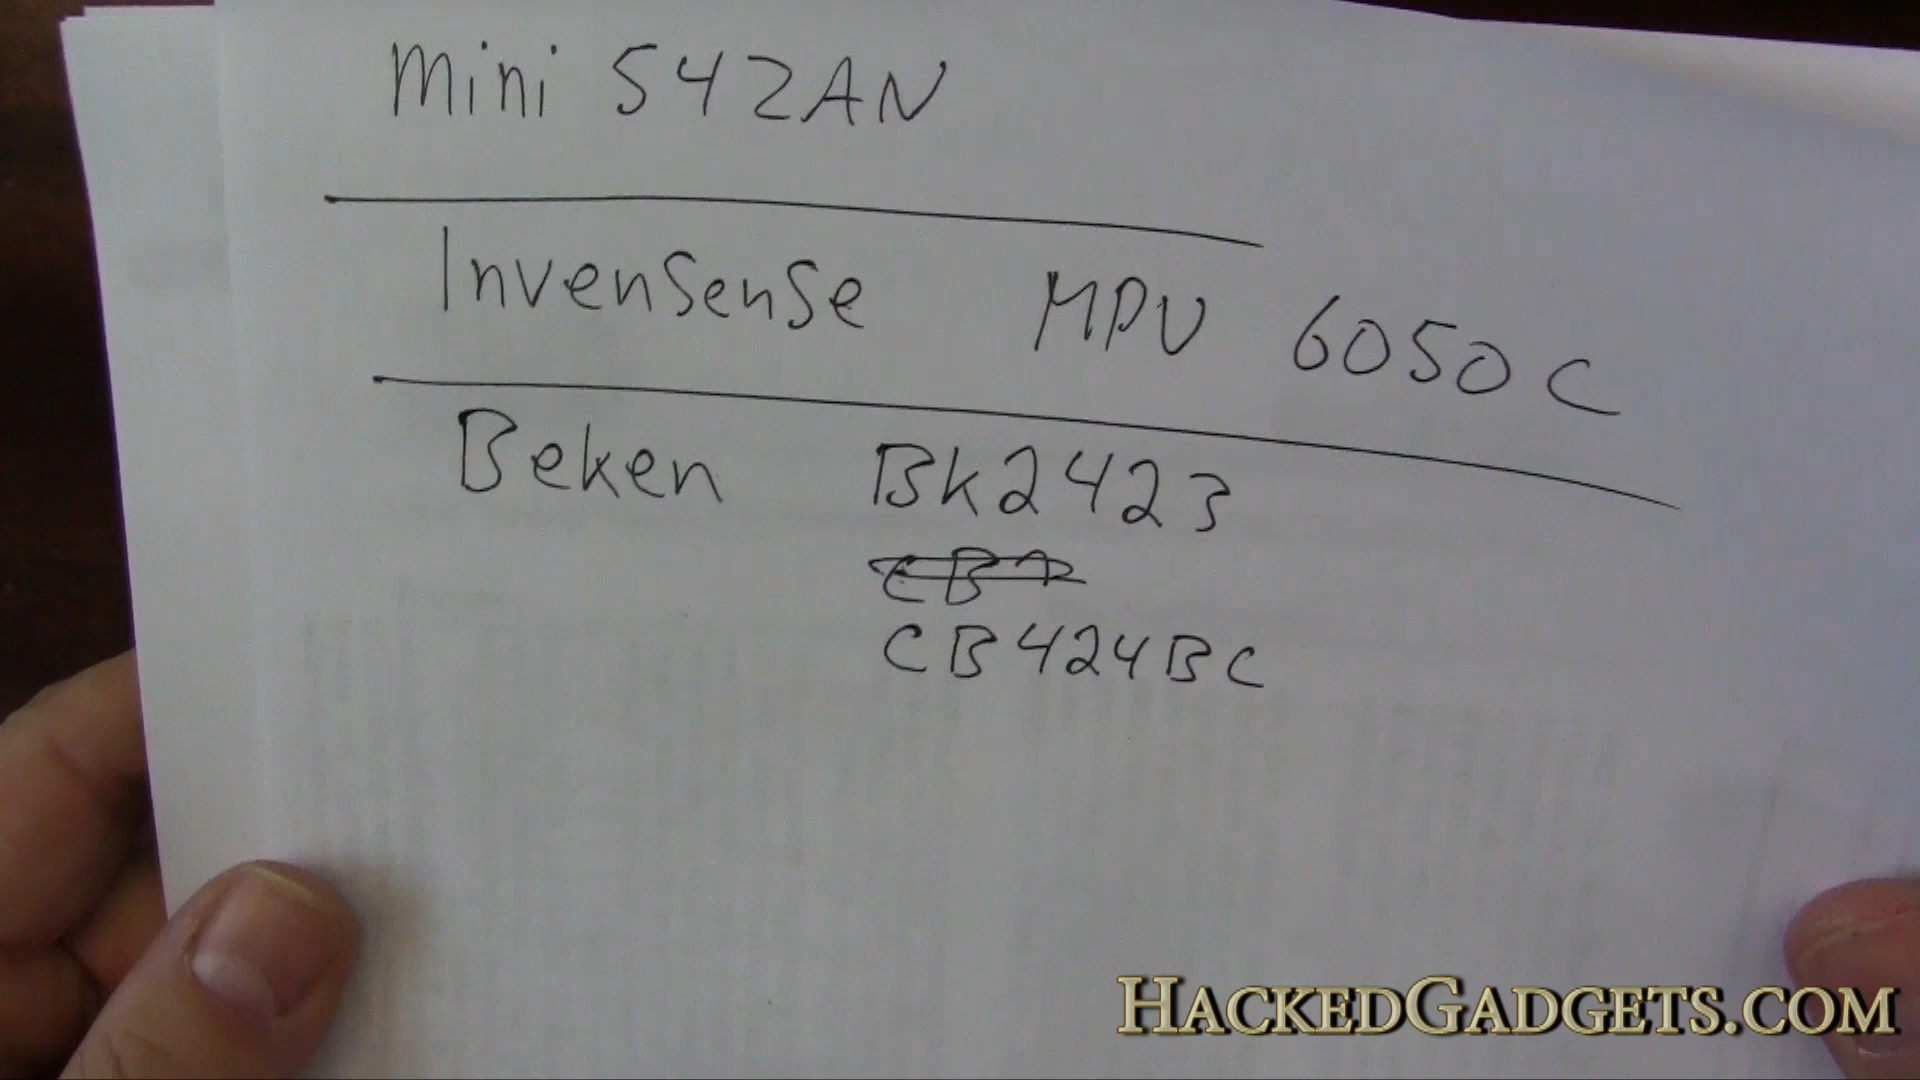 Mini 542AN
InvenSense MPU 6050C
Beken BK2423
CB424BC
HACKEDGADGETS.COM